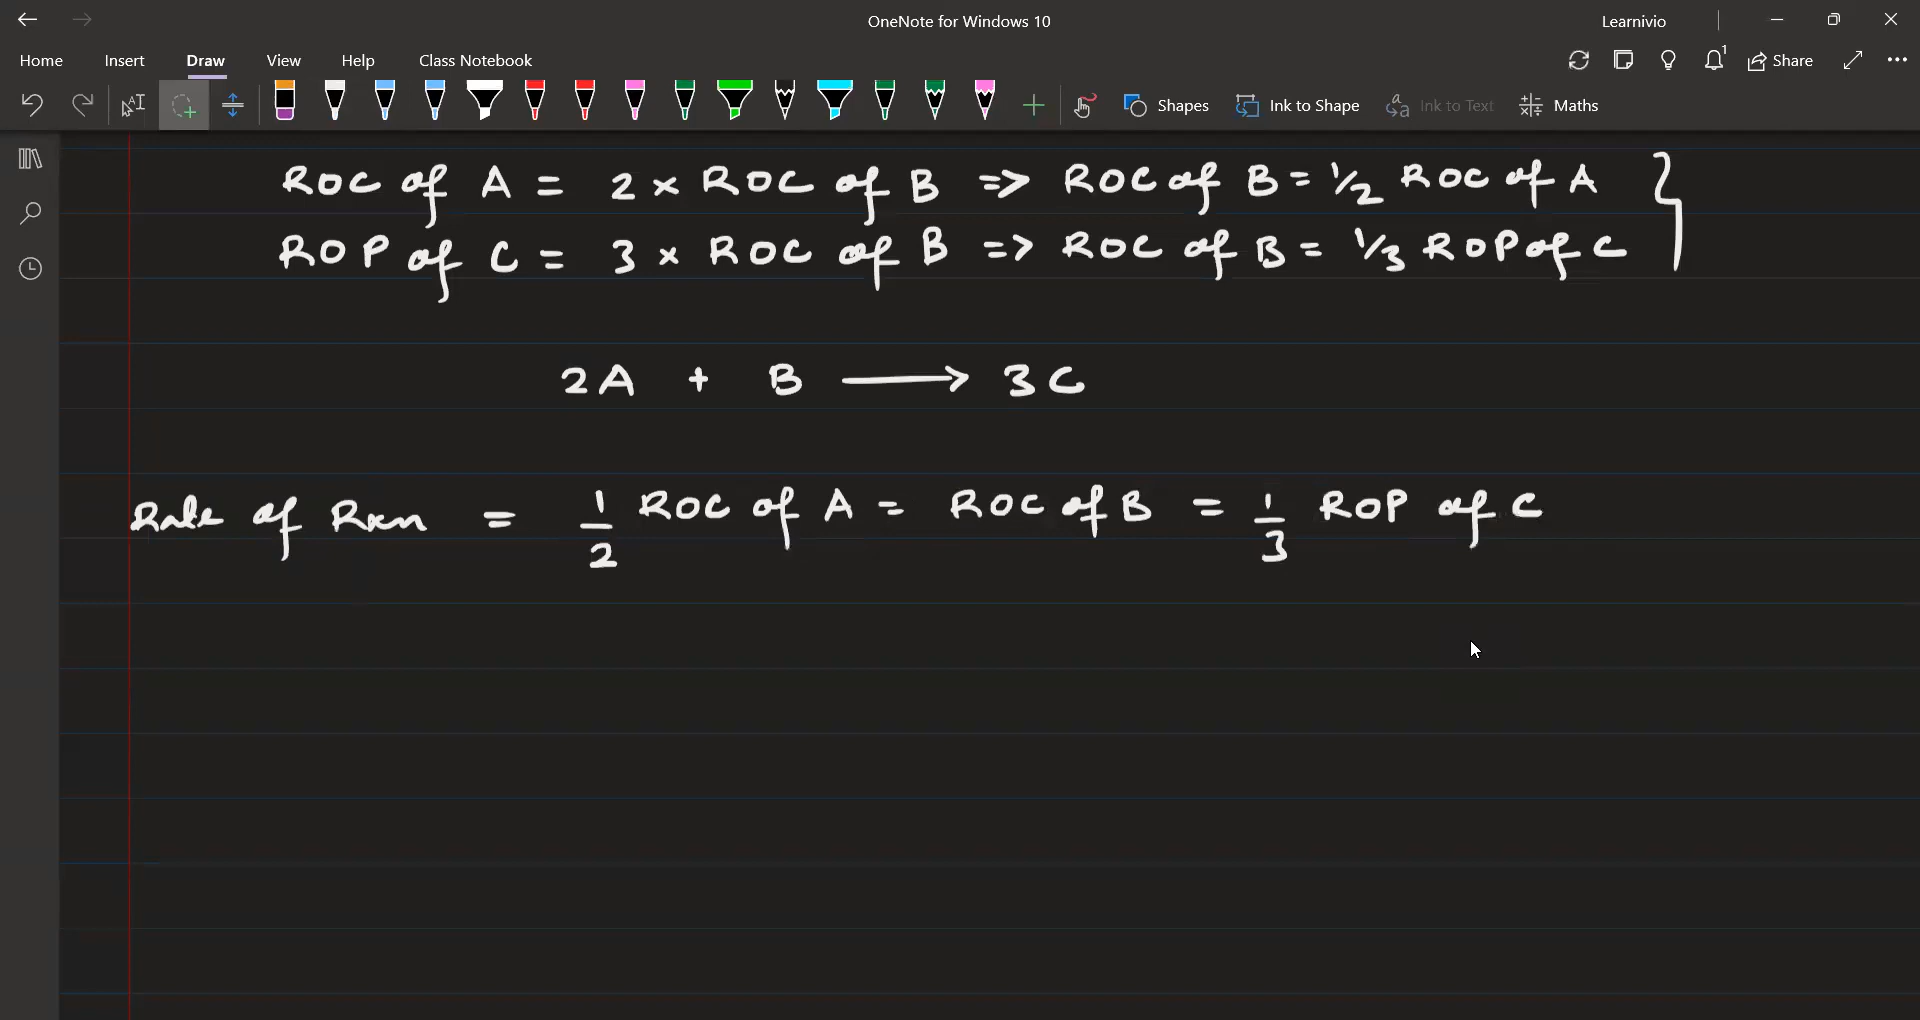 OneNote for Windows 10
Learnivio
Home Insert Draw View Help Class Notebook
1 Share
Shapes Ink to Shape Ink to Text Maths
ROC of A = 2 × ROC of B => ROC of B = 1/2 ROC of A
ROP of C = 3 × ROC of B => ROC of B = 1/3 ROP of C
2A + B ⟶ 3C
Rate of Rxn = 1/2 ROC of A = ROC of B = 1/3 ROP of C